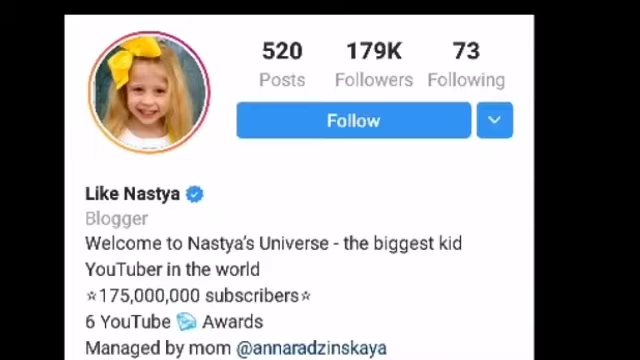 520 179K 73
Posts Followers Following
Follow
Like Nastya
Blogger
Welcome to Nastya's Universe - the biggest kid
YouTuber in the world
⭐175,000,000 subscribers⭐
6 YouTube 💎 Awards
Managed by mom @annaradzinskaya